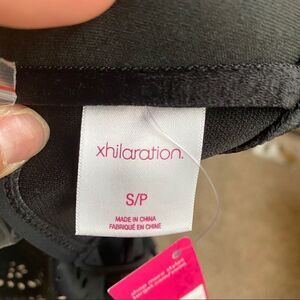 xhilaration.
S/P
MADE IN CHINA
FABRIQUÉ EN CHINE